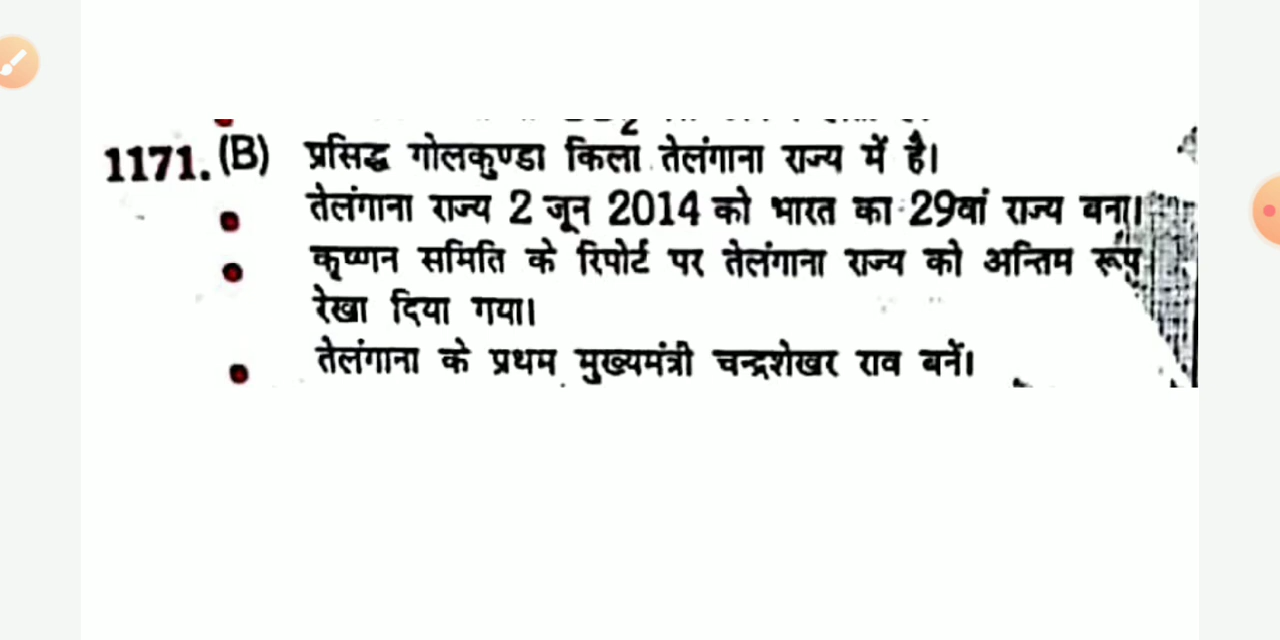 1171. (B) प्रसिद्ध गोलकुण्डा किला तेलंगाना राज्य में है।
• तेलंगाना राज्य 2 जून 2014 को भारत का 29वां राज्य बना।
• कृष्णन समिति के रिपोर्ट पर तेलंगाना राज्य को अन्तिम रूप
रेखा दिया गया।
• तेलंगाना के प्रथम मुख्यमंत्री चन्द्रशेखर राव बनें।